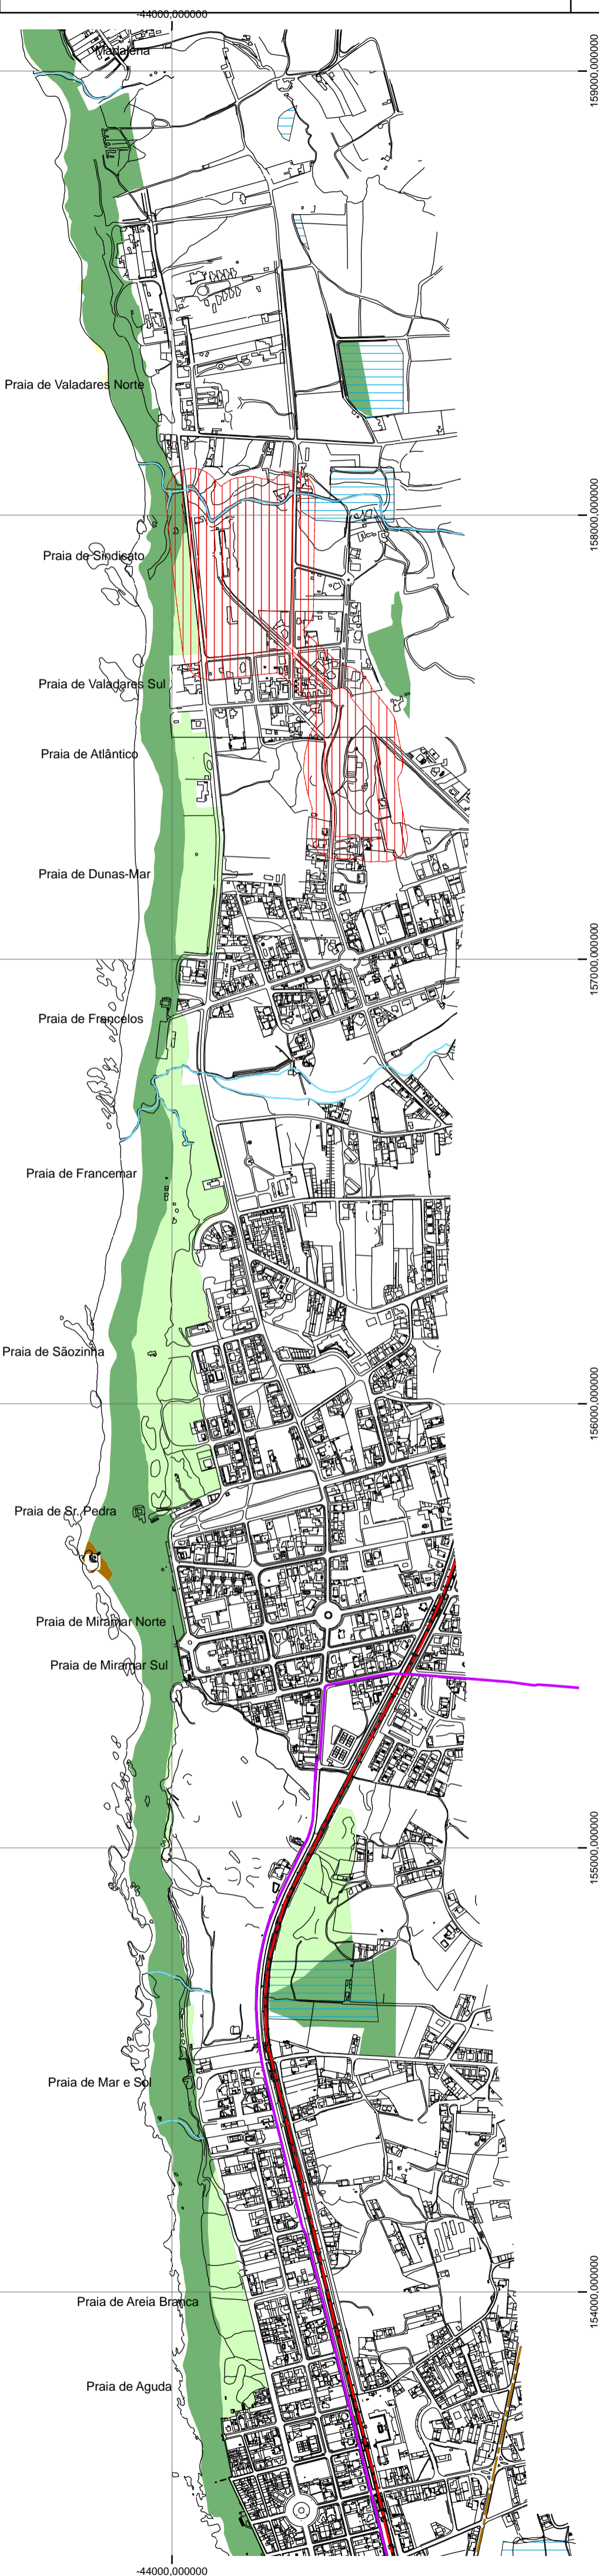 -44000,000000
Madalena
159000,000000
Praia de Valadares Norte
158000,000000
Praia de Sindicato
Praia de Valadares Sul
Praia de Atlântico
Praia de Dunas-Mar
157000,000000
Praia de Francelos
Praia de Francemar
Praia de Sãozinha
156000,000000
Praia de Sr. Pedra
Praia de Miramar Norte
Praia de Miramar Sul
155000,000000
Praia de Mar e Sol
154000,000000
Praia de Areia Branca
Praia de Aguda
-44000,000000